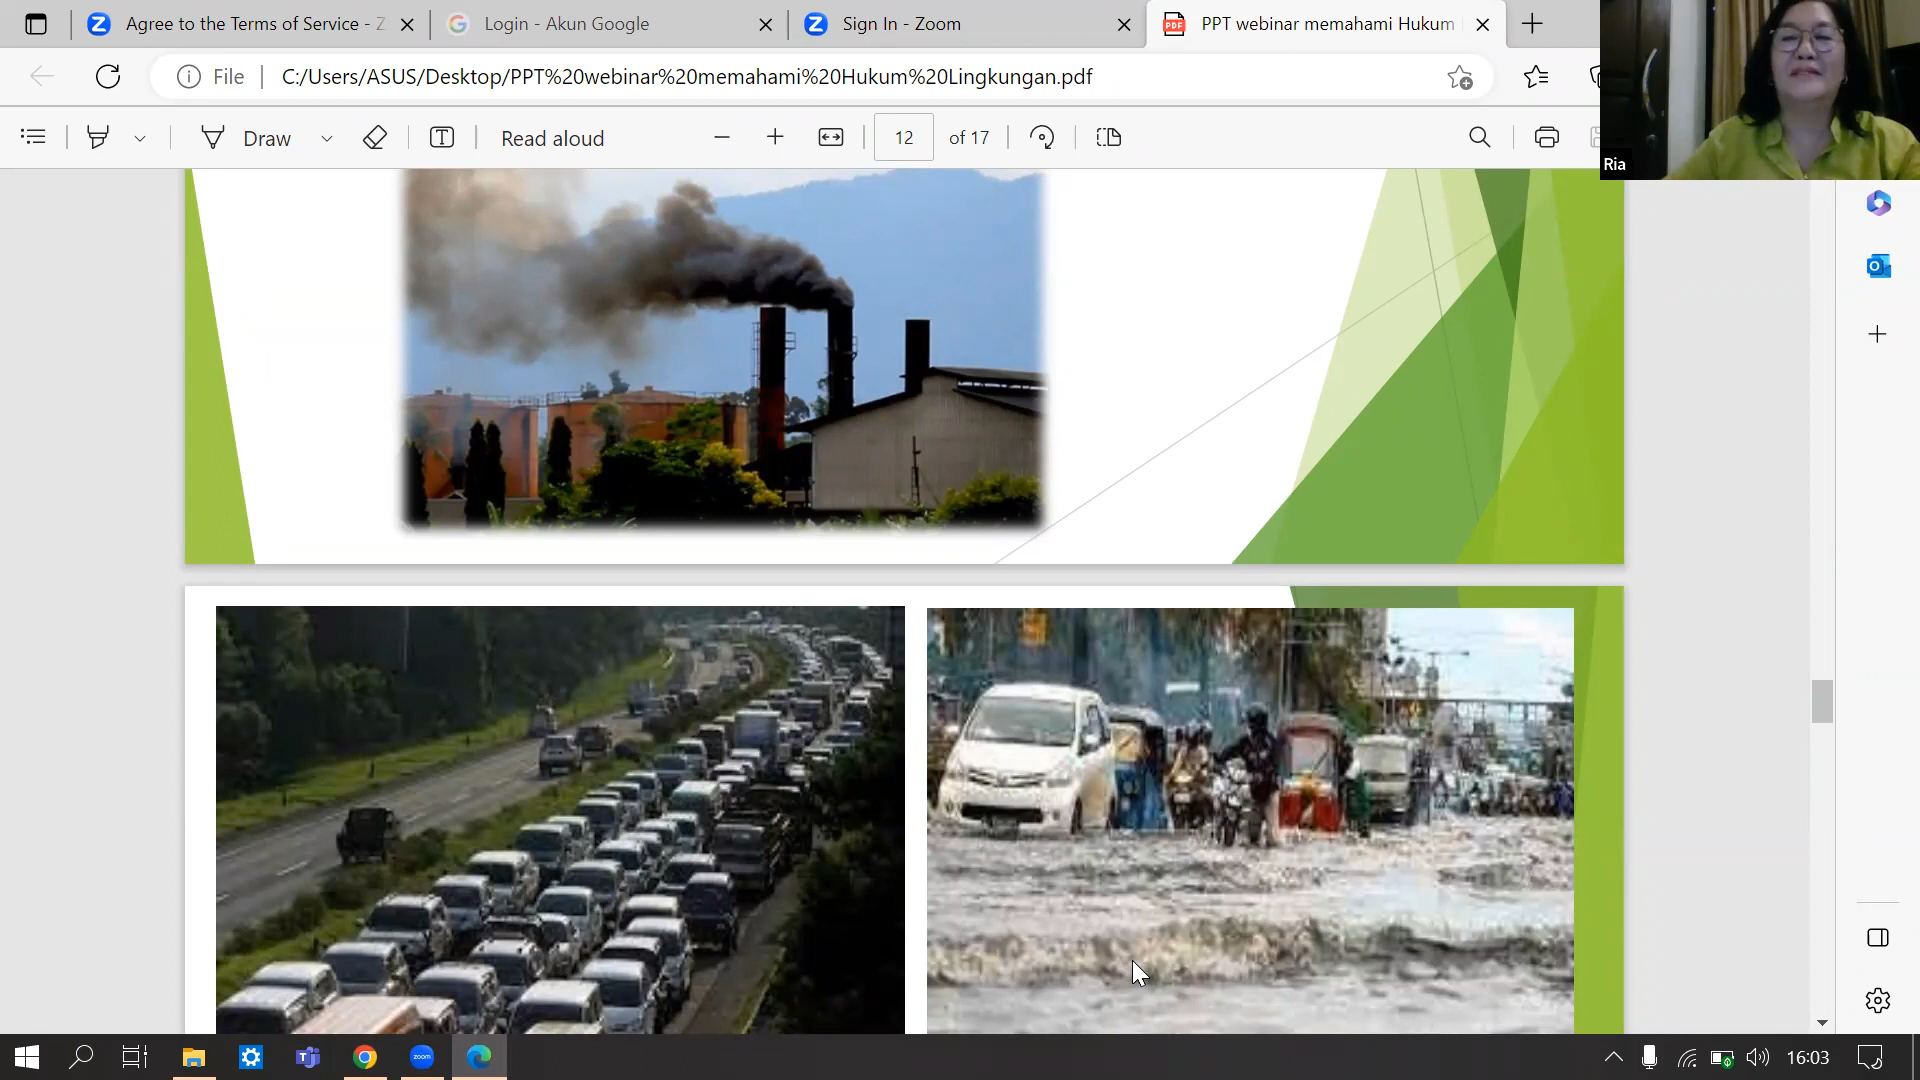 Agree to the Terms of Service - Z
Login - Akun Google
Sign In - Zoom
PPT webinar memahami Hukum
File
C:/Users/ASUS/Desktop/PPT%20webinar%20memahami%20Hukum%20Lingkungan.pdf
Draw
Read aloud
12
of 17
Ria
zoom
16:03